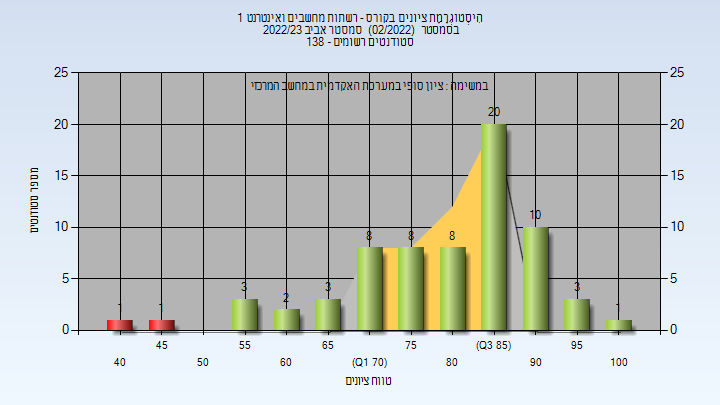 היסטוגרמת ציונים בקורס - רשתות מחשבים ואינטרנט 1
בסמסטר (02/2022) סמסטר אביב 2022/23
סטודנטים רשומים - 138
במשימה : ציון סופי במערכת האקדמית במחשב המרכזי
25 25
20 20
15 15
10 10
5 5
0 0
מספר סטודנטים
1 1 3 2 3 8 8 8 20 10 3 1
45 55 65 75 (Q3 85) 95
40 50 60 (Q1 70) 80 90 100
טווח ציונים